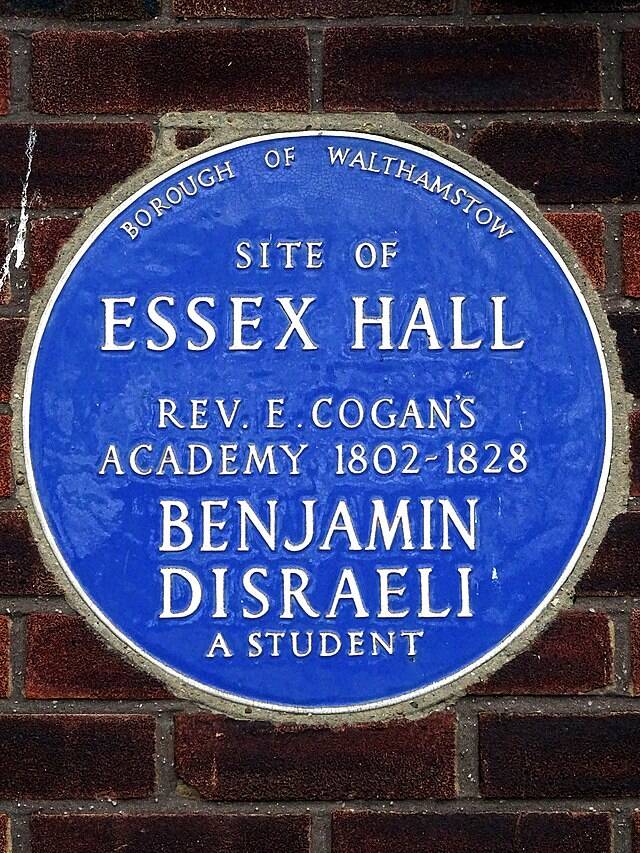 BOROUGH OF WALTHAMSTOW
SITE OF
ESSEX HALL
REV. E. COGAN'S
ACADEMY 1802-1828
BENJAMIN
DISRAELI
A STUDENT